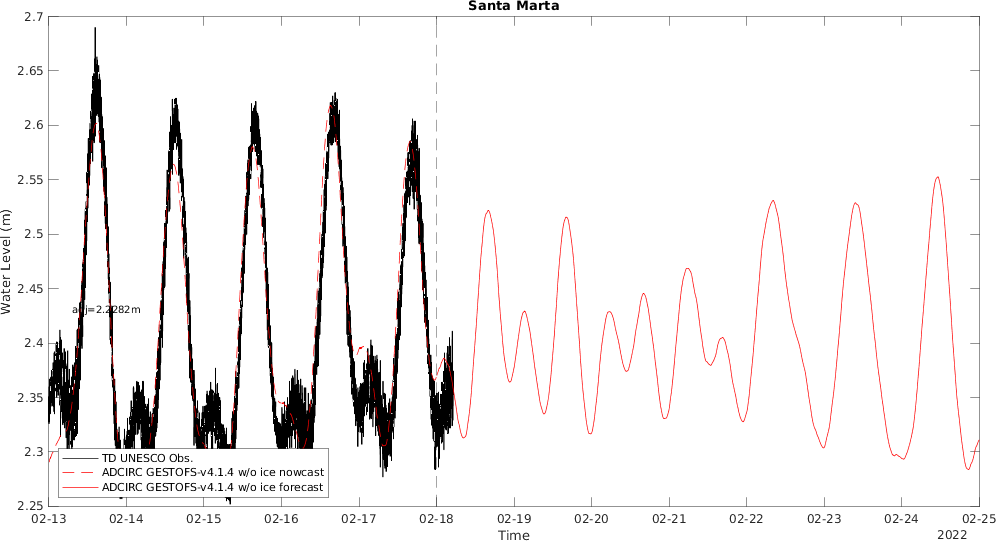 Santa Marta
2.7
2.65
2.6
2.55
2.5
2.45
2.4
2.35
2.3
2.25
Water Level (m)
adj=2.2282m
TD UNESCO Obs.
ADCIRC GESTOFS-v4.1.4 w/o ice nowcast
ADCIRC GESTOFS-v4.1.4 w/o ice forecast
02-13 02-14 02-15 02-16 02-17 02-18 02-19 02-20 02-21 02-22 02-23 02-24 02-25
Time
2022